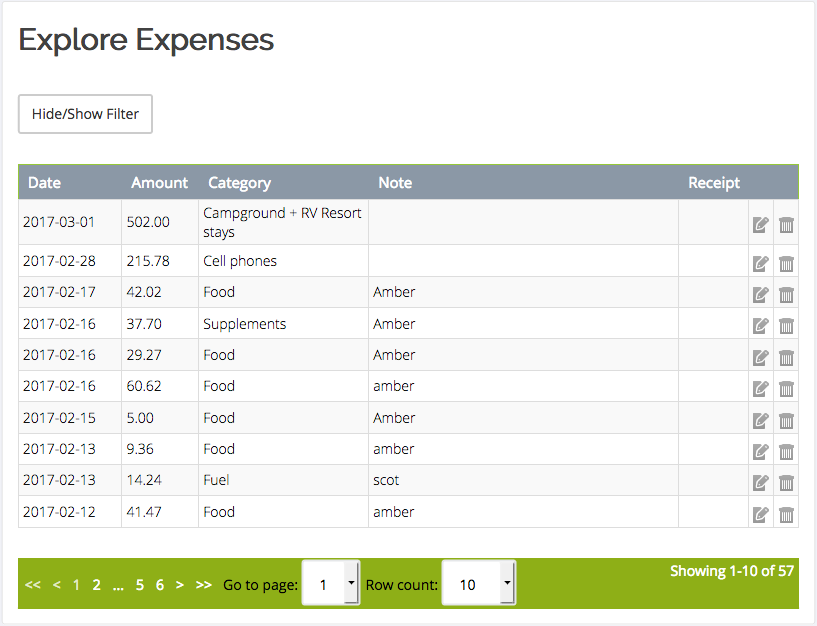 Explore Expenses
Hide/Show Filter
Date Amount Category Note Receipt
2017-03-01 502.00 Campground + RV Resort
stays
2017-02-28 215.78 Cell phones
2017-02-17 42.02 Food Amber
2017-02-16 37.70 Supplements Amber
2017-02-16 29.27 Food Amber
2017-02-16 60.62 Food amber
2017-02-15 5.00 Food Amber
2017-02-13 9.36 Food amber
2017-02-13 14.24 Fuel scot
2017-02-12 41.47 Food amber
<< < 1 2 ... 5 6 > >> Go to page: 1 Row count: 10 Showing 1-10 of 57